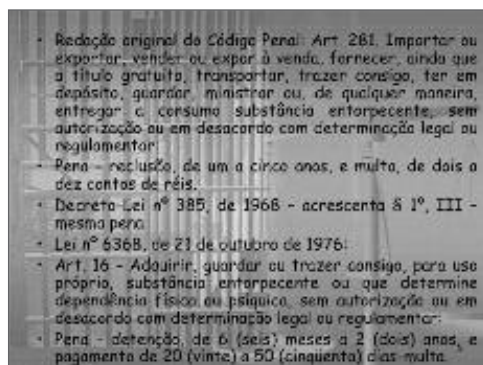 • Redação original do Código Penal: Art. 281. Importar ou
exportar, vender ou expor à venda, fornecer, ainda que
a título gratuito, transportar, trazer consigo, ter em
depósito, guardar, ministrar ou, de qualquer maneira,
entregar a consumo substância entorpecente, sem
autorização ou em desacordo com determinação legal ou
regulamentar:
• Pena - reclusão, de um a cinco anos, e multa, de dois a
dez contos de réis.
• Decreto-Lei nº 385, de 1968 - acrescenta § 1º, III -
mesma pena
• Lei nº 6368, de 21 de outubro de 1976:
• Art. 16 - Adquirir, guardar ou trazer consigo, para uso
próprio, substância entorpecente ou que determine
dependência física ou psíquica, sem autorização ou em
desacordo com determinação legal ou regulamentar:
• Pena - detenção, de 6 (seis) meses a 2 (dois) anos, e
pagamento de 20 (vinte) a 50 (cinqüenta) dias-multa.